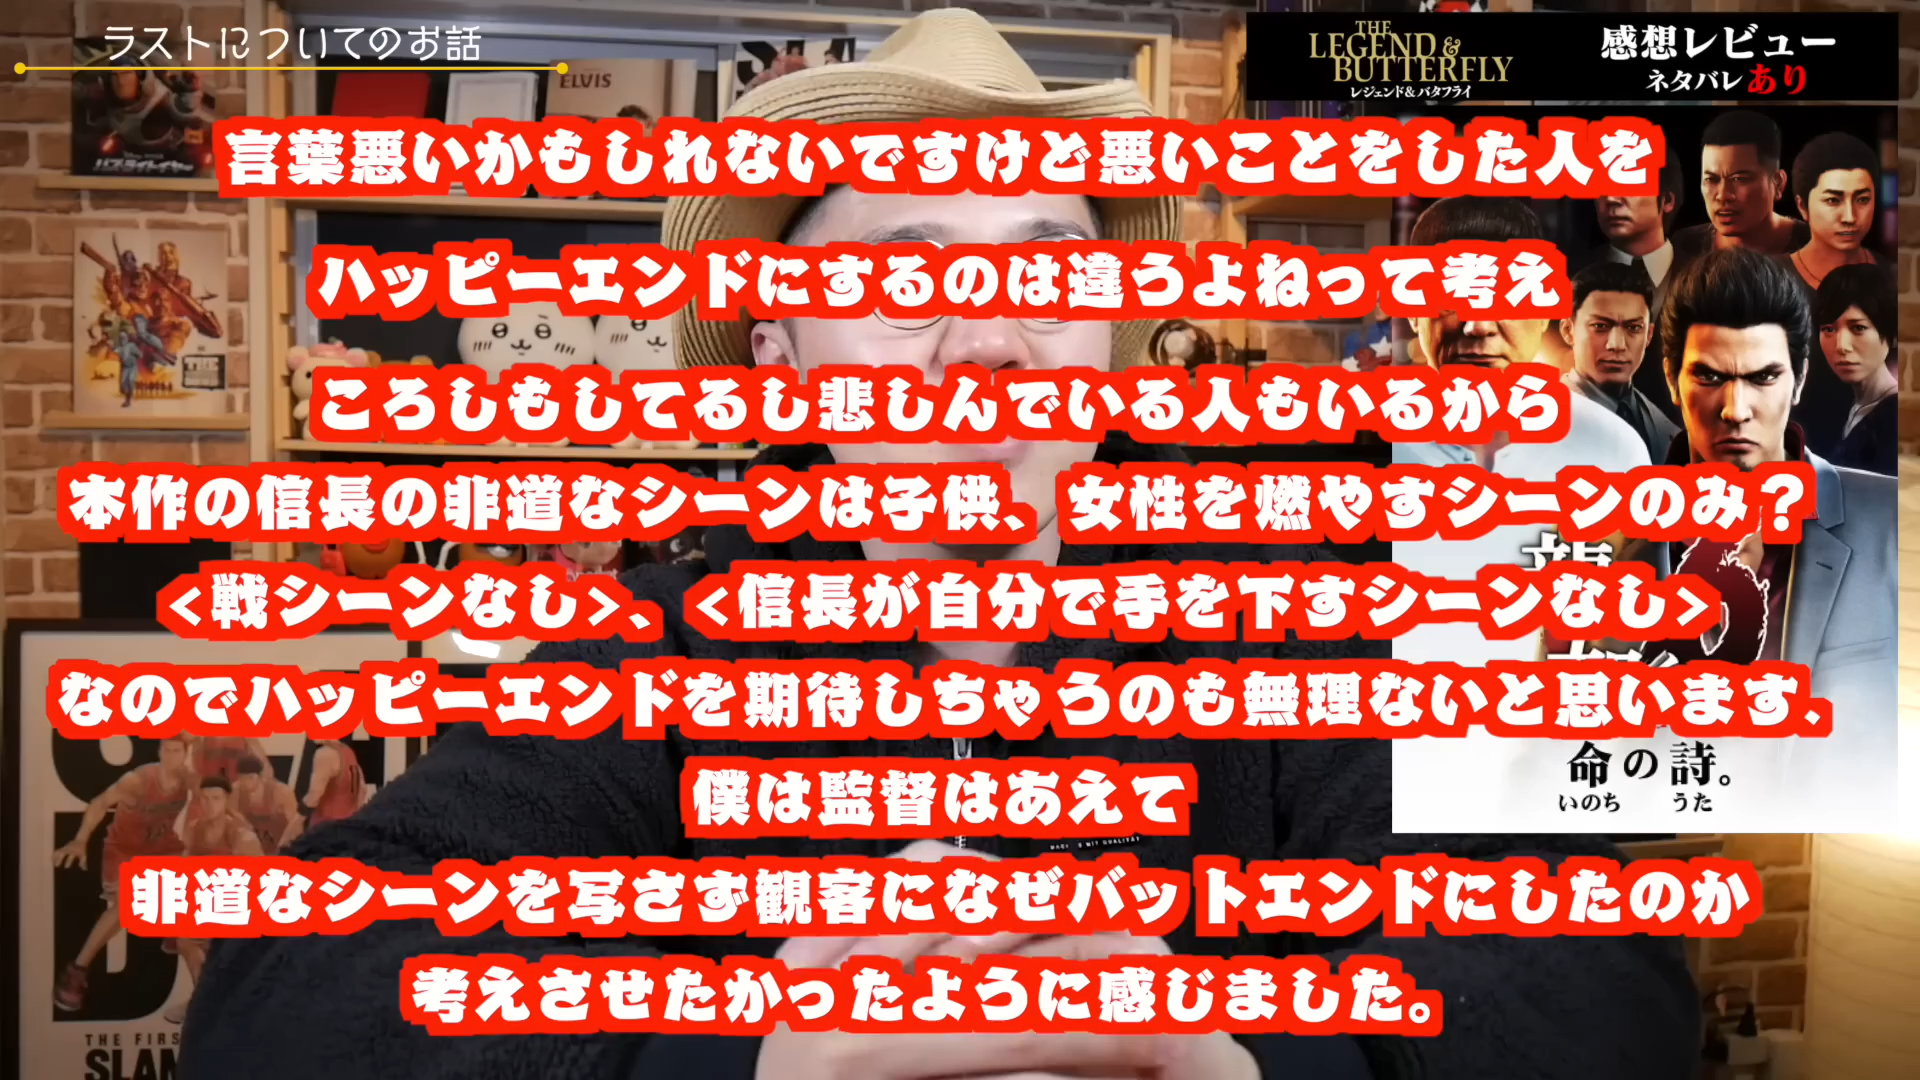 ラストについてのお話
THE
LEGEND &
BUTTERFLY
レジェンド&バタフライ
感想レビュー
ネタバレあり
ELVIS
言葉悪いかもしれないですけど悪いことをした人を
ハッピーエンドにするのは違うよねって考え
ころしもしてるし悲しんでいる人もいるから
本作の信長の非道なシーンは子供、女性を燃やすシーンのみ?
<戦シーンなし>、<信長が自分で手を下すシーンなし>
なのでハッピーエンドを期待しちゃうのも無理ないと思います、
僕は監督はあえて
非道なシーンを写さず観客になぜバットエンドにしたのか
考えさせたかったように感じました。
命の詩。
いのち うた
THE FIRS
SLAM